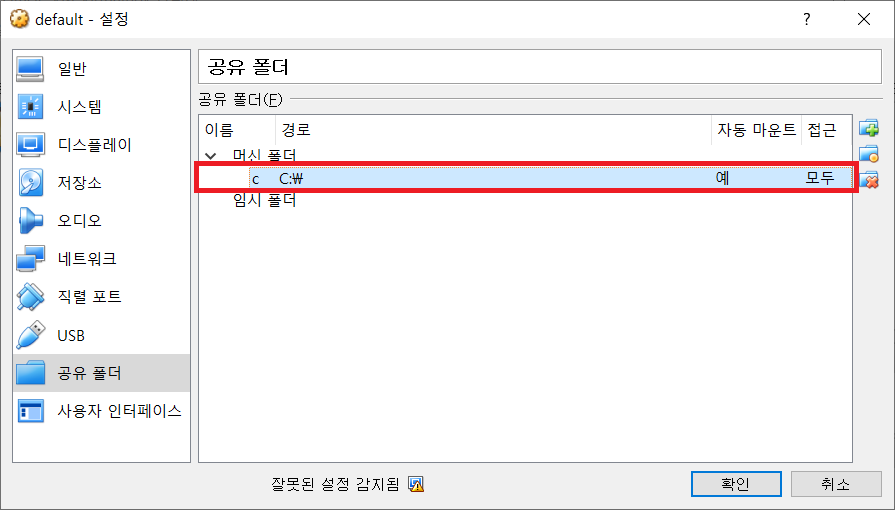 default - 설정
일반
시스템
디스플레이
저장소
오디오
네트워크
직렬 포트
USB
공유 폴더
사용자 인터페이스
공유 폴더
공유 폴더(F)
이름 경로 자동 마운트 접근
머신 폴더
c C:₩ 예 모두
임시 폴더
잘못된 설정 감지됨
확인 취소